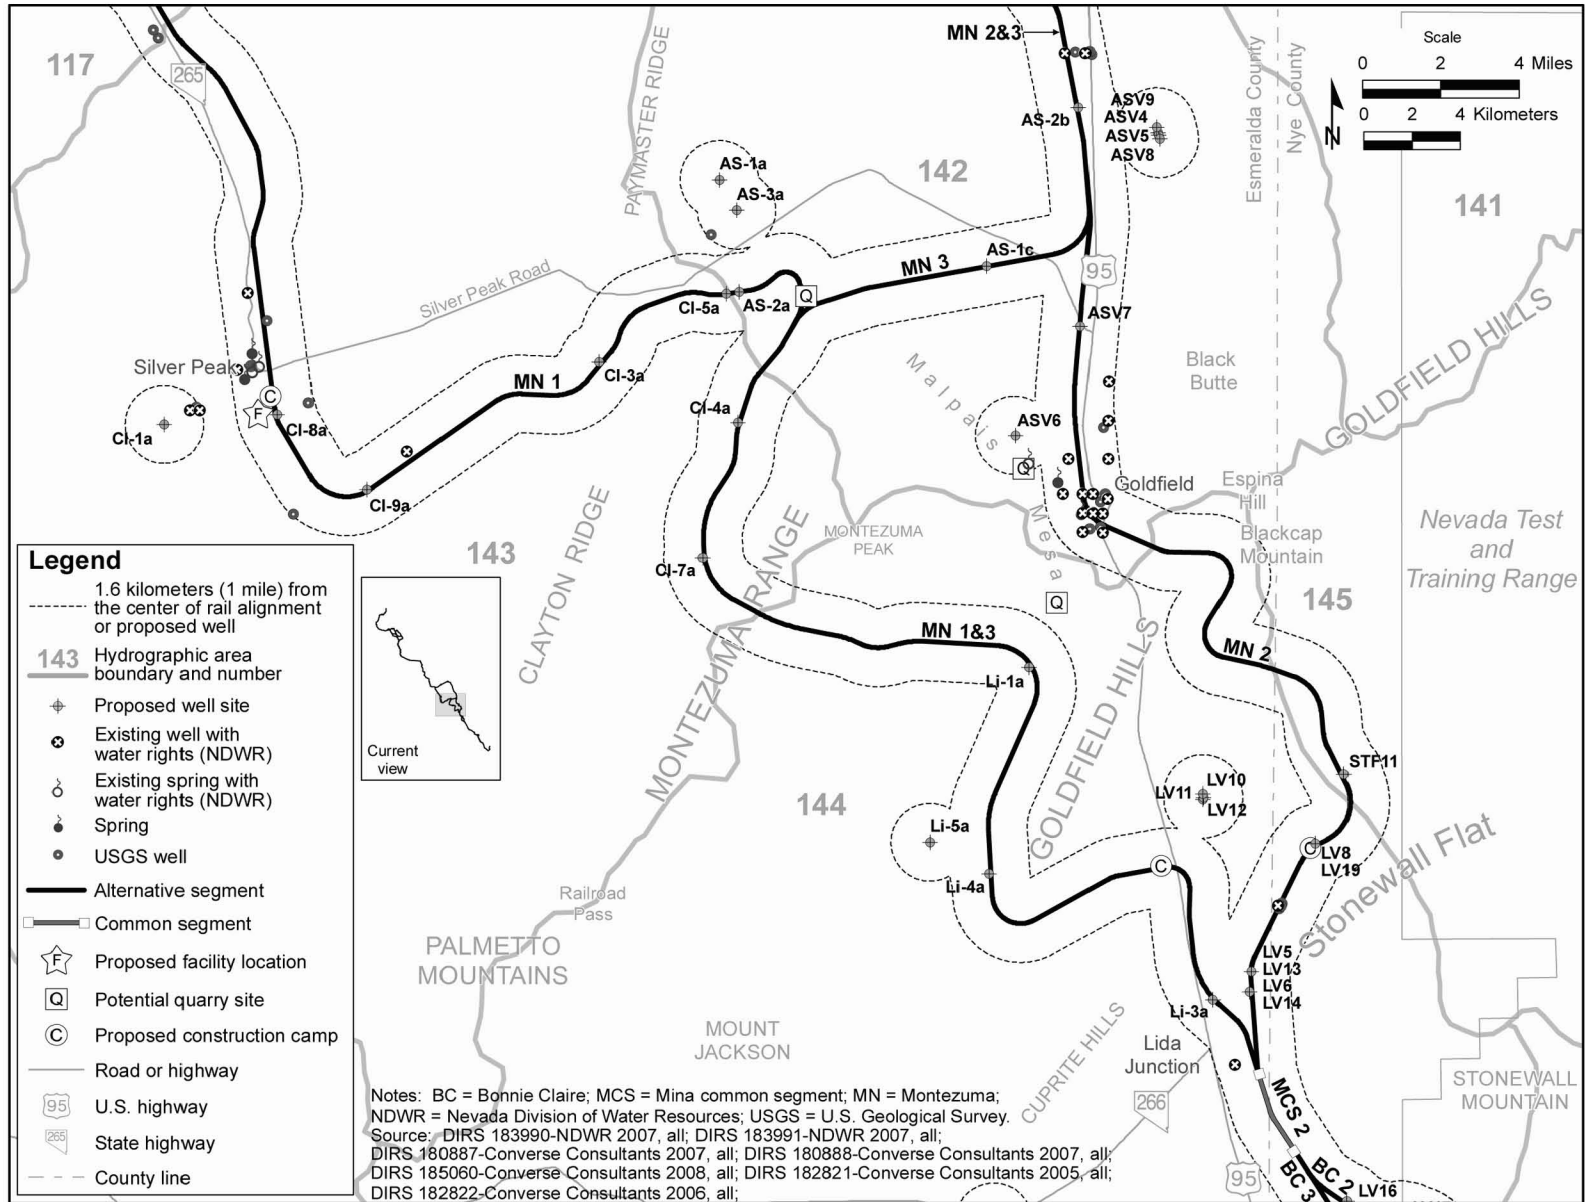 MN 2&3
Scale
0 2 4 Miles
0 2 4 Kilometers
N
117
265
PAYMASTER RIDGE
142
AS-2b
ASV9
ASV4
ASV5
ASV8
Esmeralda County
Nye County
141
AS-1a
AS-3a
AS-1c
MN 3
95
Silver Peak Road
CI-5a
AS-2a
Q
ASV7
Silver Peak
C
F
CI-1a
CI-8a
MN 1
CI-3a
CI-4a
CI-9a
Malpais
Mesa
ASV6
Q
Black
Butte
GOLDFIELD HILLS
Goldfield
Espina
Hill
Blackcap
Mountain
Nevada Test
and
Training Range
143
CLAYTON RIDGE
MONTEZUMA
PEAK
CI-7a
MONTEZUMA RANGE
Q
145
MN 1&3
MN 2
Li-1a
GOLDFIELD HILLS
STF11
LV10
LV11
LV12
144
Li-5a
Li-4a
C
C
LV8
LV19
Stonewall Flat
Railroad
Pass
PALMETTO
MOUNTAINS
LV5
LV13
LV6
LV14
Li-3a
MOUNT
JACKSON
CUPRITE HILLS
Lida
Junction
266
STONEWALL
MOUNTAIN
MCS 2
95
BC 3
BC 2
LV16
Legend
1.6 kilometers (1 mile) from
the center of rail alignment
or proposed well
143
Hydrographic area
boundary and number
Proposed well site
Existing well with
water rights (NDWR)
Existing spring with
water rights (NDWR)
Spring
USGS well
Alternative segment
Common segment
F
Proposed facility location
Q
Potential quarry site
C
Proposed construction camp
Road or highway
95
U.S. highway
265
State highway
County line
Current
view
Notes: BC = Bonnie Claire; MCS = Mina common segment; MN = Montezuma;
NDWR = Nevada Division of Water Resources; USGS = U.S. Geological Survey.
Source: DIRS 183990-NDWR 2007, all; DIRS 183991-NDWR 2007, all;
DIRS 180887-Converse Consultants 2007, all; DIRS 180888-Converse Consultants 2007, all;
DIRS 185060-Converse Consultants 2008, all; DIRS 182821-Converse Consultants 2005, all;
DIRS 182822-Converse Consultants 2006, all;